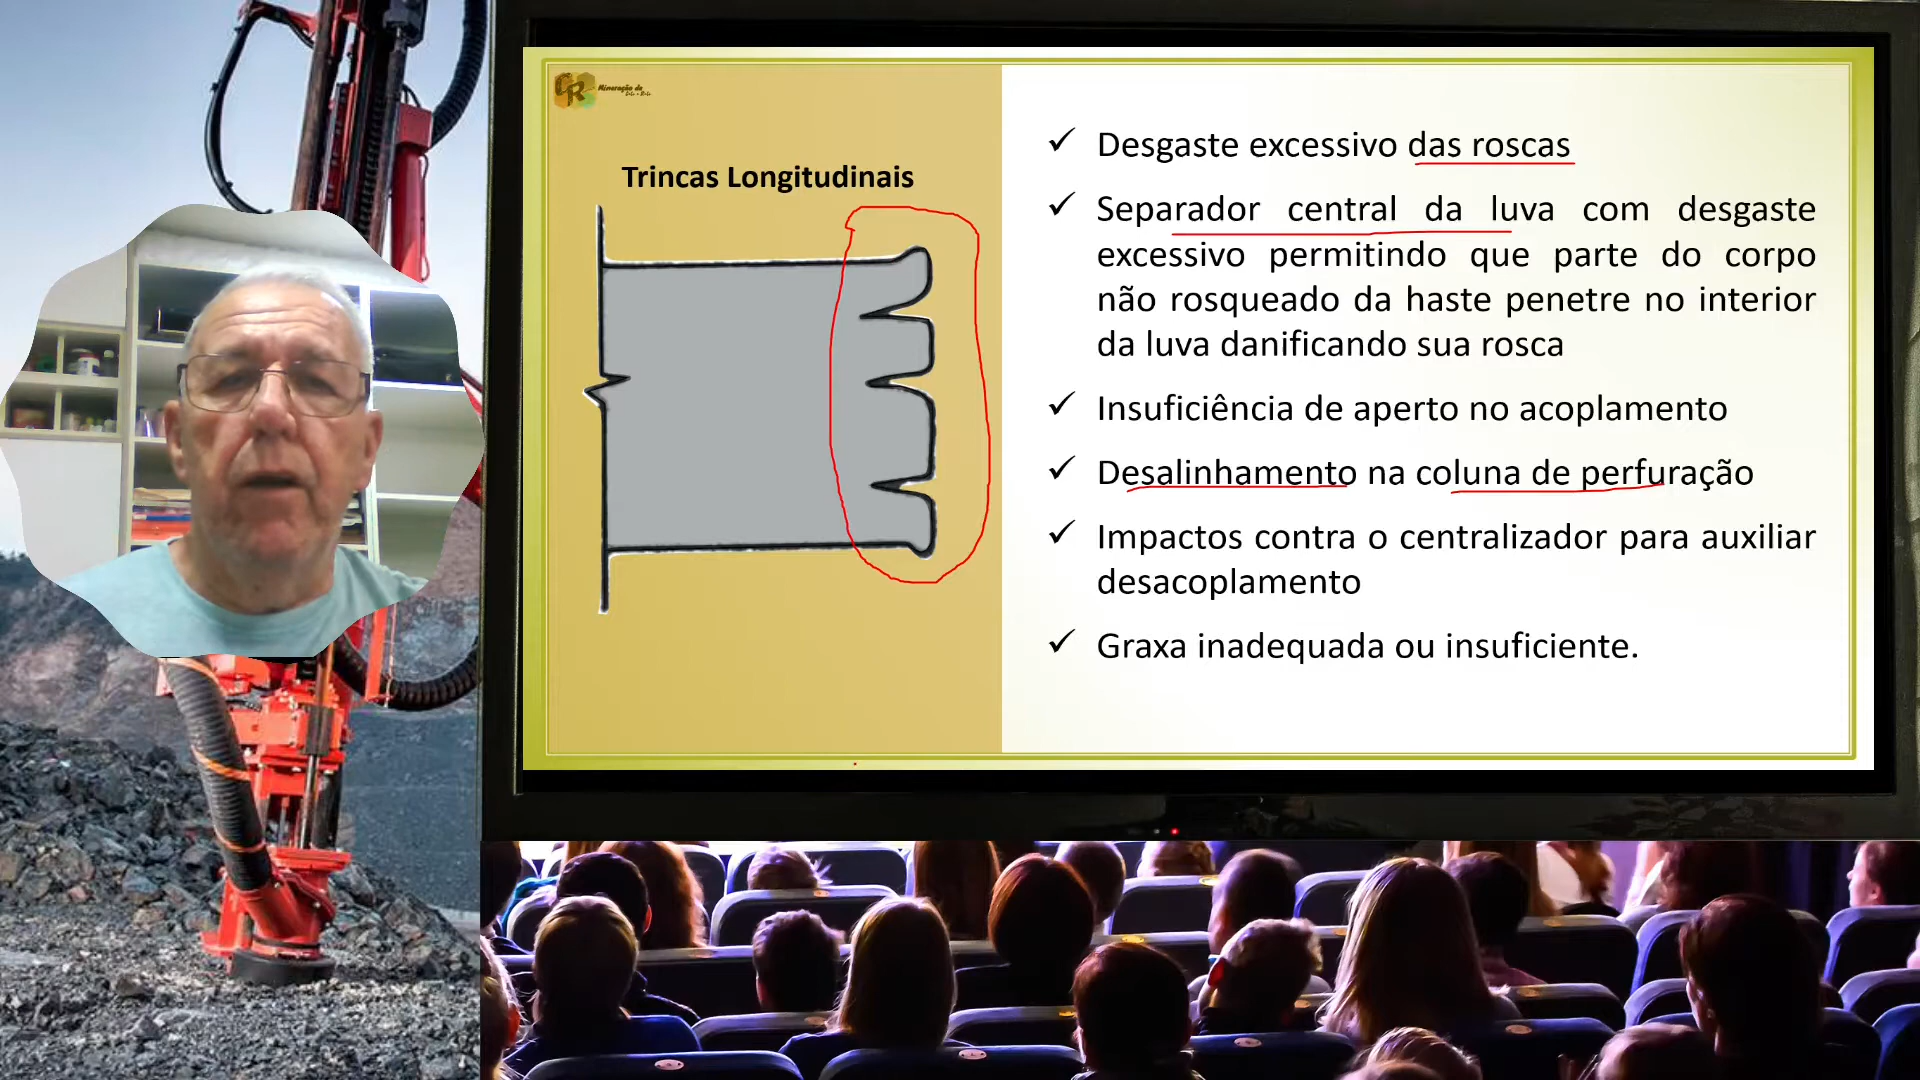 Mineração de
Trincas Longitudinais
✓ Desgaste excessivo das roscas
✓ Separador central da luva com desgaste
excessivo permitindo que parte do corpo
não rosqueado da haste penetre no interior
da luva danificando sua rosca
✓ Insuficiência de aperto no acoplamento
✓ Desalinhamento na coluna de perfuração
✓ Impactos contra o centralizador para auxiliar
desacoplamento
✓ Graxa inadequada ou insuficiente.